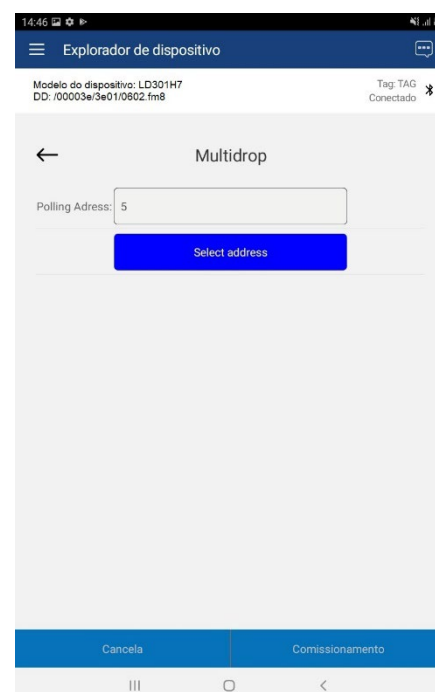 14:46
Explorador de dispositivo
Modelo do dispositivo: LD301H7
DD: /00003e/3e01/0602.fm8
Tag: TAG
Conectado
Multidrop
Polling Adress: 5
Select address
Cancela
Comissionamento